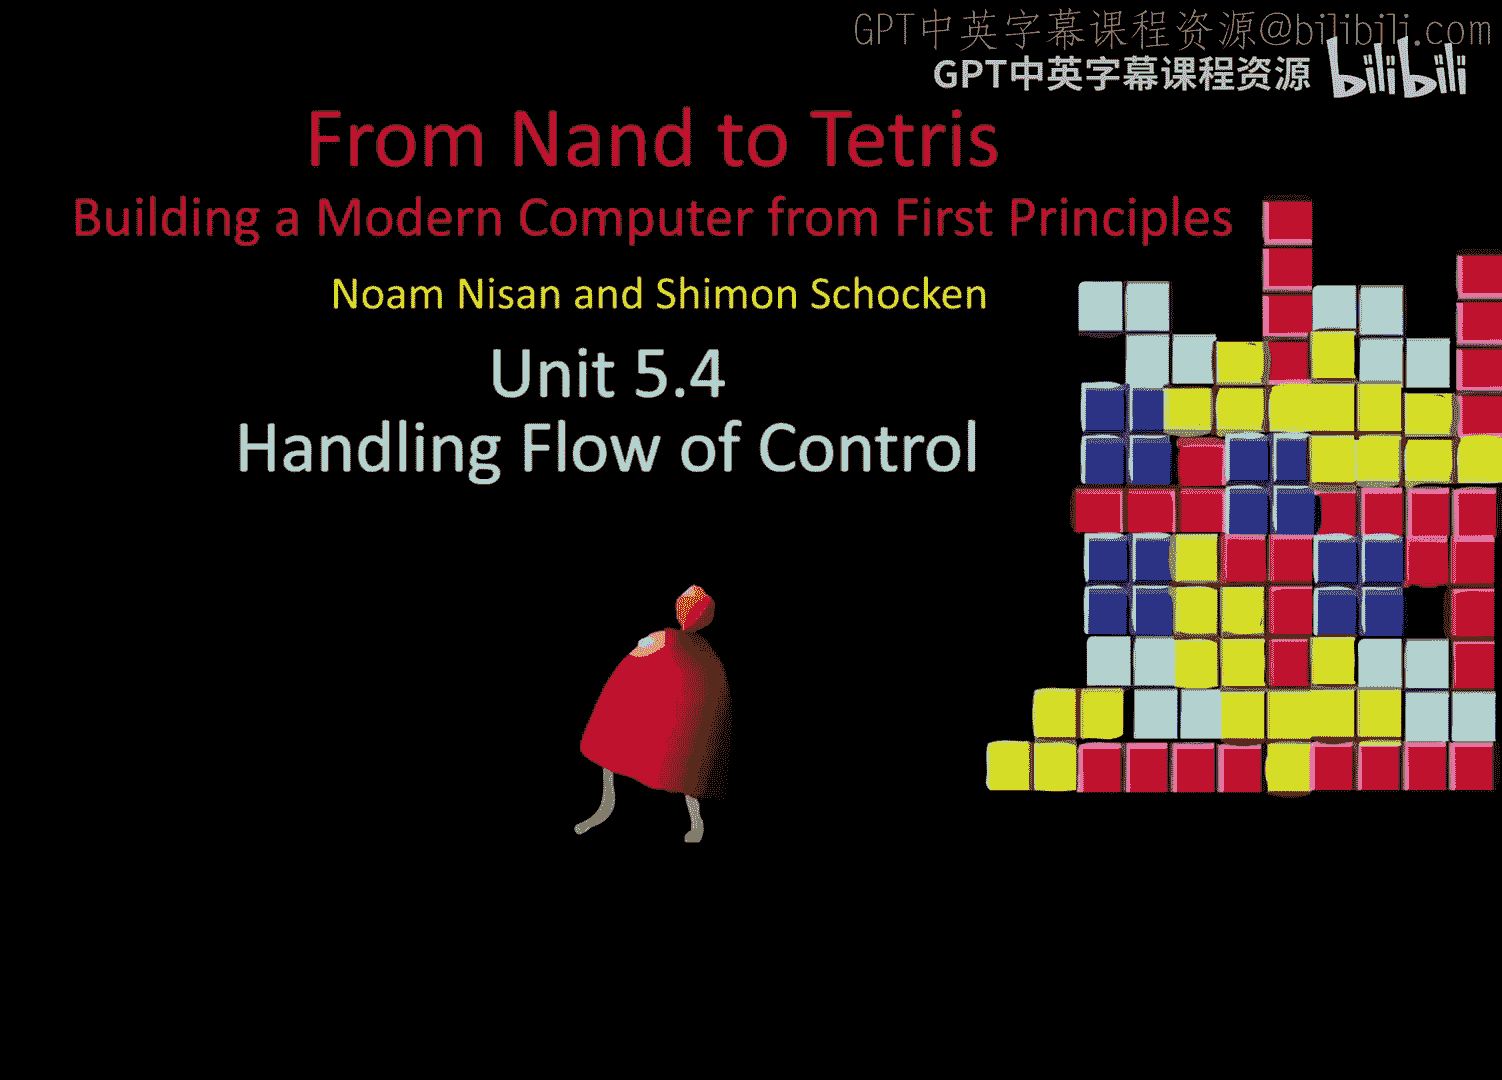 GPT中英字幕课程资源@bilibili.com
GPT中英字幕课程资源 bilibili
From Nand to Tetris
Building a Modern Computer from First Principles
Noam Nisan and Shimon Schocken
Unit 5.4
Handling Flow of Control